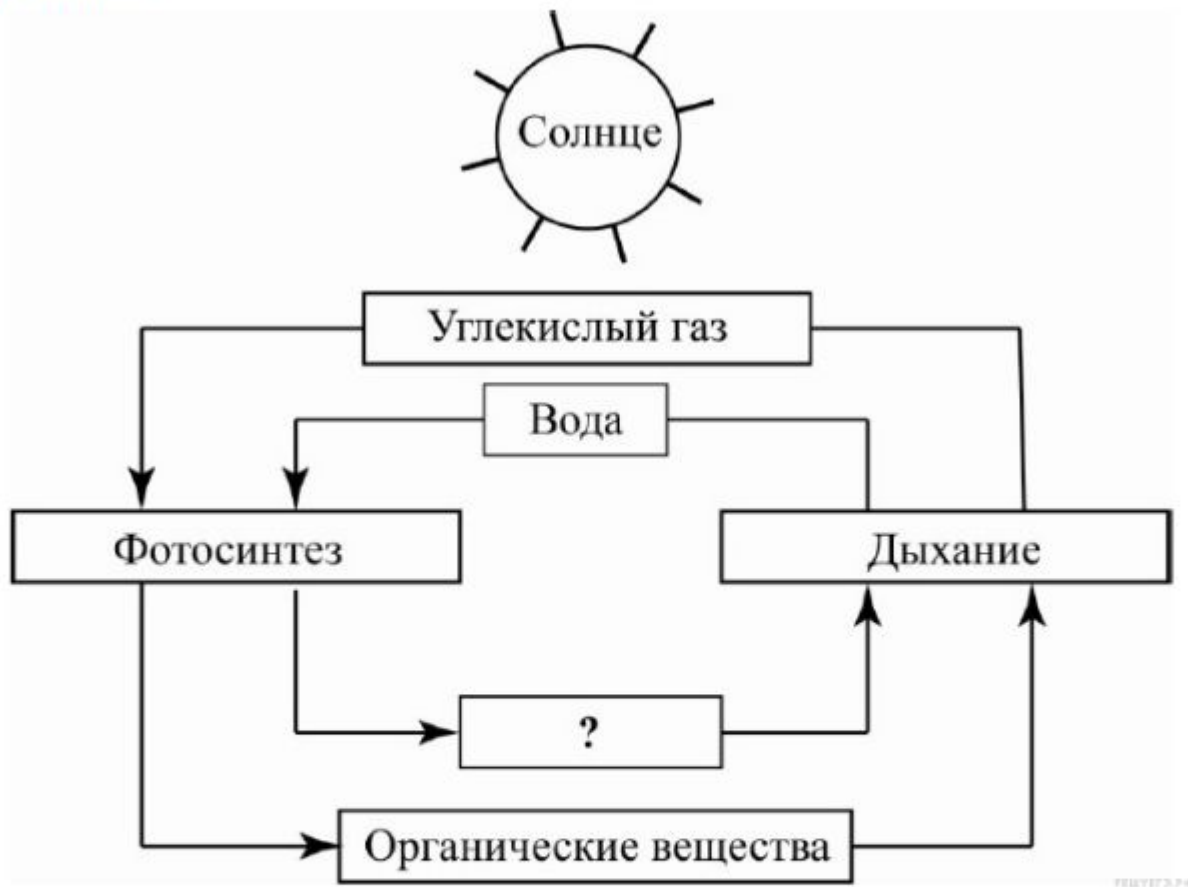 Солнце
Углекислый газ
Вода
Фотосинтез
Дыхание
?
Органические вещества